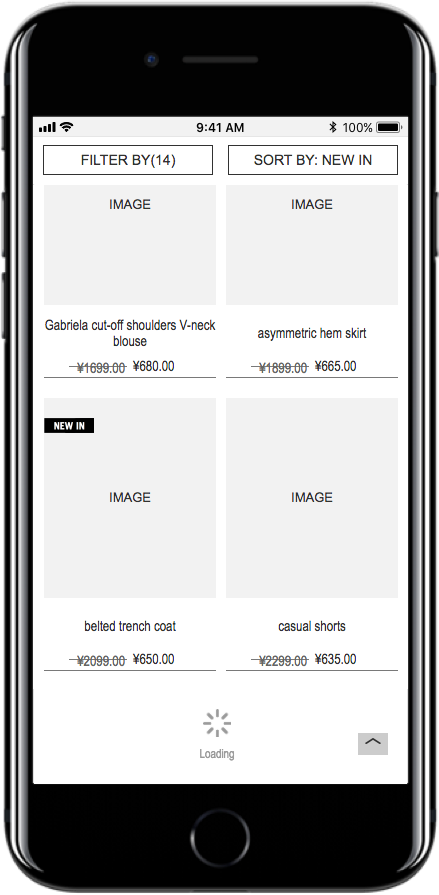 9:41 AM
100%
FILTER BY(14)
SORT BY: NEW IN
IMAGE
IMAGE
Gabriela cut-off shoulders V-neck
blouse
¥1699.00 ¥680.00
asymmetric hem skirt
¥1899.00 ¥665.00
NEW IN
IMAGE
IMAGE
belted trench coat
¥2099.00 ¥650.00
casual shorts
¥2299.00 ¥635.00
Loading